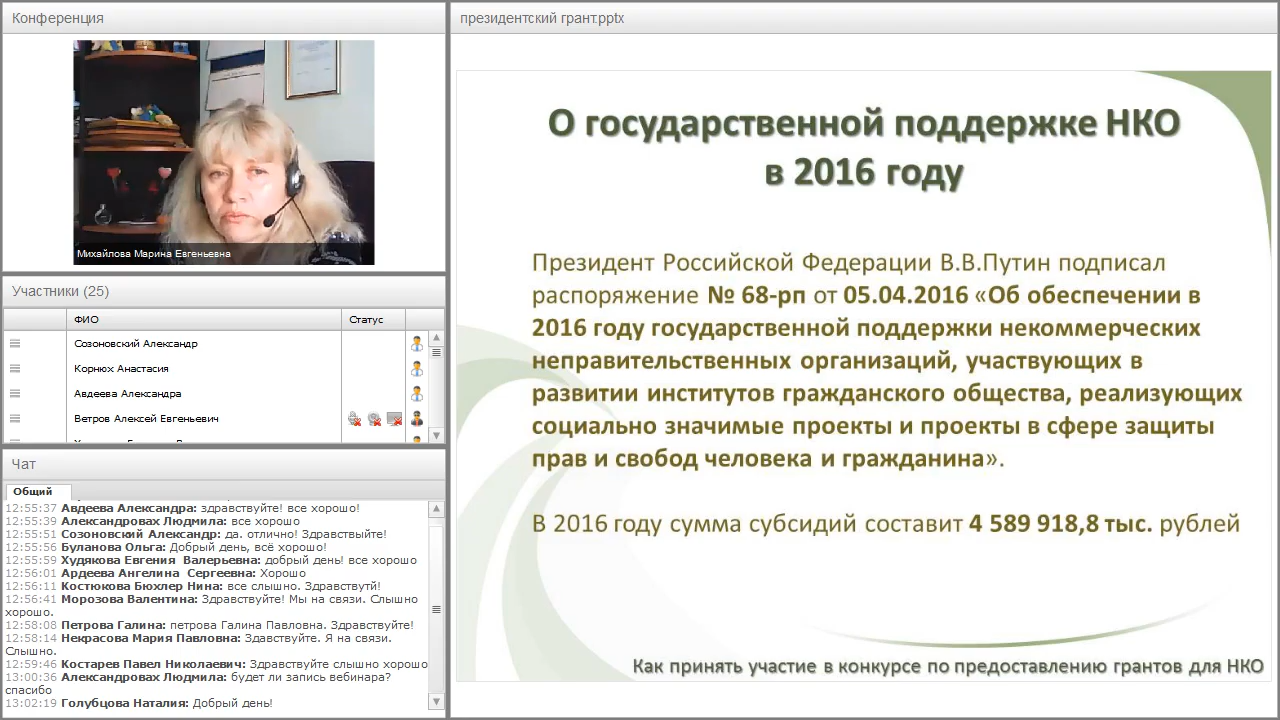 Конференция
Михайлова Марина Евгеньевна
Участники (25)
ФИО
Статус
Созоновский Александр
Корнюх Анастасия
Авдеева Александра
Ветров Алексей Евгеньевич
Чат
Общий
12:55:37 Авдеева Александра: здравствуйте! все хорошо!
12:55:39 Александровах Людмила: все хорошо
12:55:51 Созоновский Александр: да. отлично! Здравствыйте!
12:55:56 Буланова Ольга: Добрый день, всё хорошо!
12:55:59 Худякова Евгения Валерьевна: добрый день! все хорошо
12:56:01 Ардеева Ангелина Сергеевна: Хорошо
12:56:11 Костюкова Бюхлер Нина: все слышно. Здравствутй!
12:56:41 Морозова Валентина: Здравствуйте! Мы на связи. Слышно
хорошо.
12:58:08 Петрова Галина: петрова Галина Павловна. Здравствуйте!
12:58:14 Некрасова Мария Павловна: Здавствуйте. Я на связи.
Слышно.
12:59:46 Костарев Павел Николаевич: Здравствуйте слышно хорошо
13:00:36 Александровах Людмила: будет ли запись вебинара?
спасибо
13:02:19 Голубцова Наталия: Добрый день!
президентский грант.pptx
О государственной поддержке НКО
в 2016 году
Президент Российской Федерации В.В.Путин подписал
распоряжение № 68-рп от 05.04.2016 «Об обеспечении в
2016 году государственной поддержки некоммерческих
неправительственных организаций, участвующих в
развитии институтов гражданского общества, реализующих
социально значимые проекты и проекты в сфере защиты
прав и свобод человека и гражданина».
В 2016 году сумма субсидий составит 4 589 918,8 тыс. рублей
Как принять участие в конкурсе по предоставлению грантов для НКО